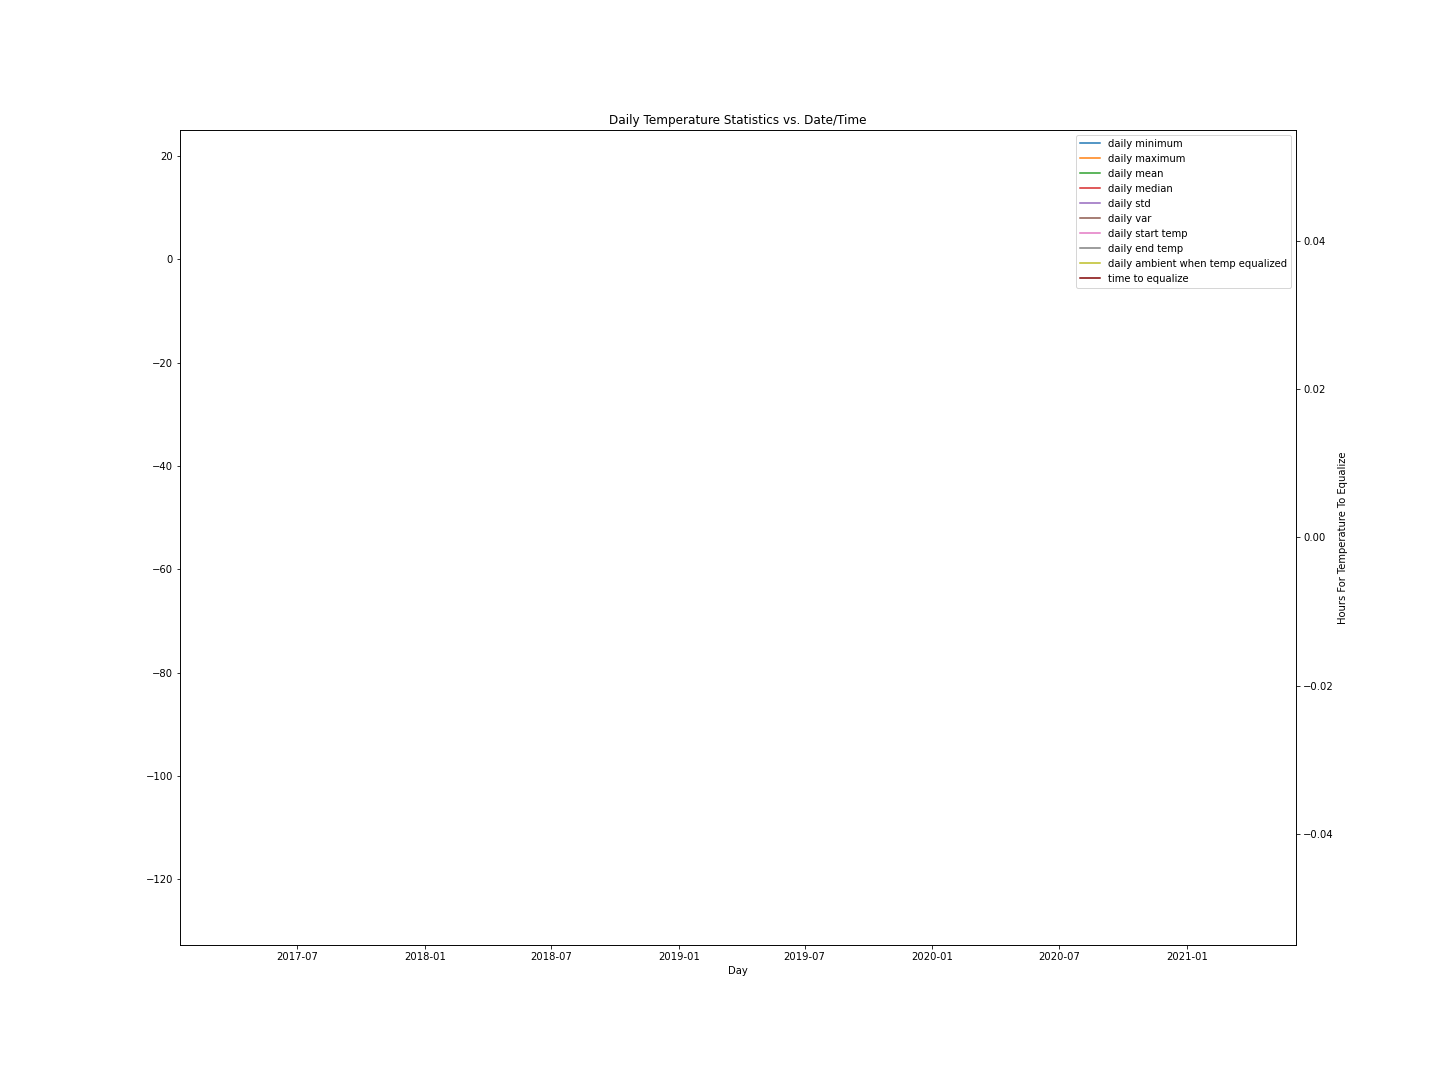 Daily Temperature Statistics vs. Date/Time
daily minimum
daily maximum
daily mean
daily median
daily std
daily var
daily start temp
daily end temp
daily ambient when temp equalized
time to equalize
20
0
−20
−40
−60
−80
−100
−120
0.04
0.02
0.00
−0.02
−0.04
Hours For Temperature To Equalize
2017-07
2018-01
2018-07
2019-01
2019-07
2020-01
2020-07
2021-01
Day